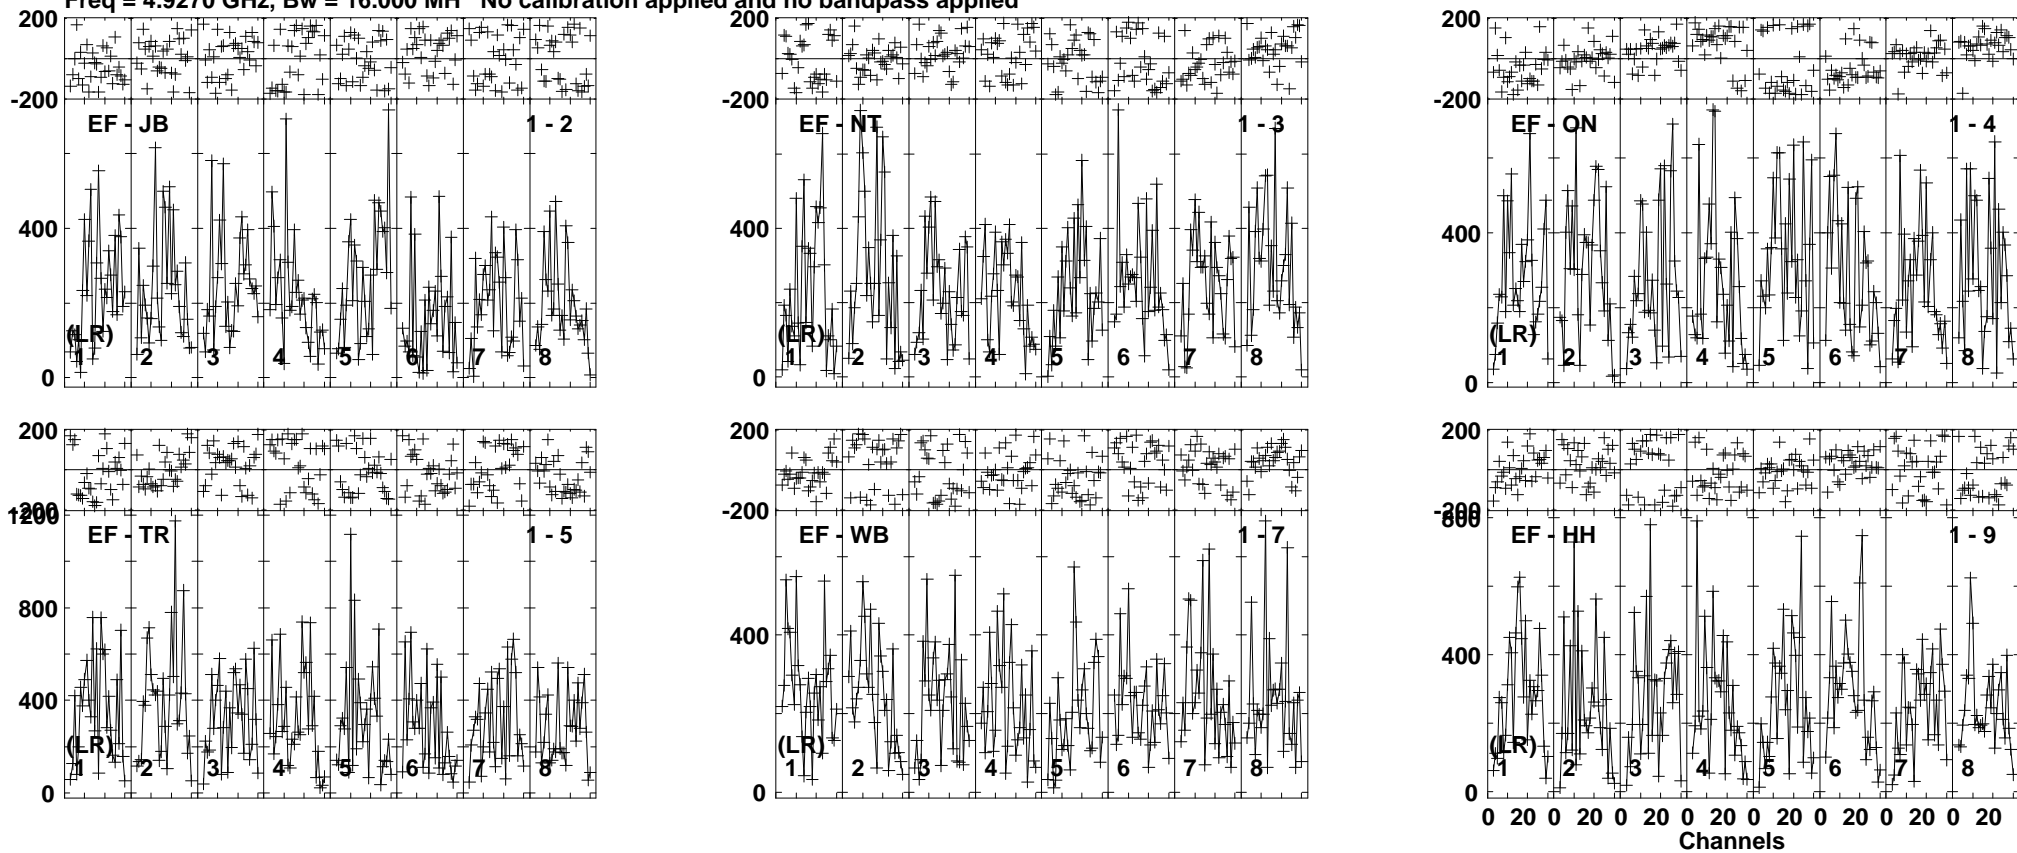 Freq = 4.9270 GHz, Bw = 16.000 MH No calibration applied and no bandpass applied
200
-200
EF - JB
1 - 2
400
(LR)
1 2 3 4 5 6 7 8
0
200
-200
EF - NT
1 - 3
400
(LR)
1 2 3 4 5 6 7 8
0
200
-200
EF - ON
1 - 4
400
(LR)
1 2 3 4 5 6 7 8
0
200
-200
1200
EF - TR
1 - 5
800
400
(LR)
1 2 3 4 5 6 7 8
0
200
-200
EF - WB
1 - 7
400
(LR)
1 2 3 4 5 6 7 8
0
200
-200
800
EF - HH
1 - 9
400
(LR)
1 2 3 4 5 6 7 8
0
0 20 0 20 0 20 0 20 0 20 0 20 0 20 0 20
Channels